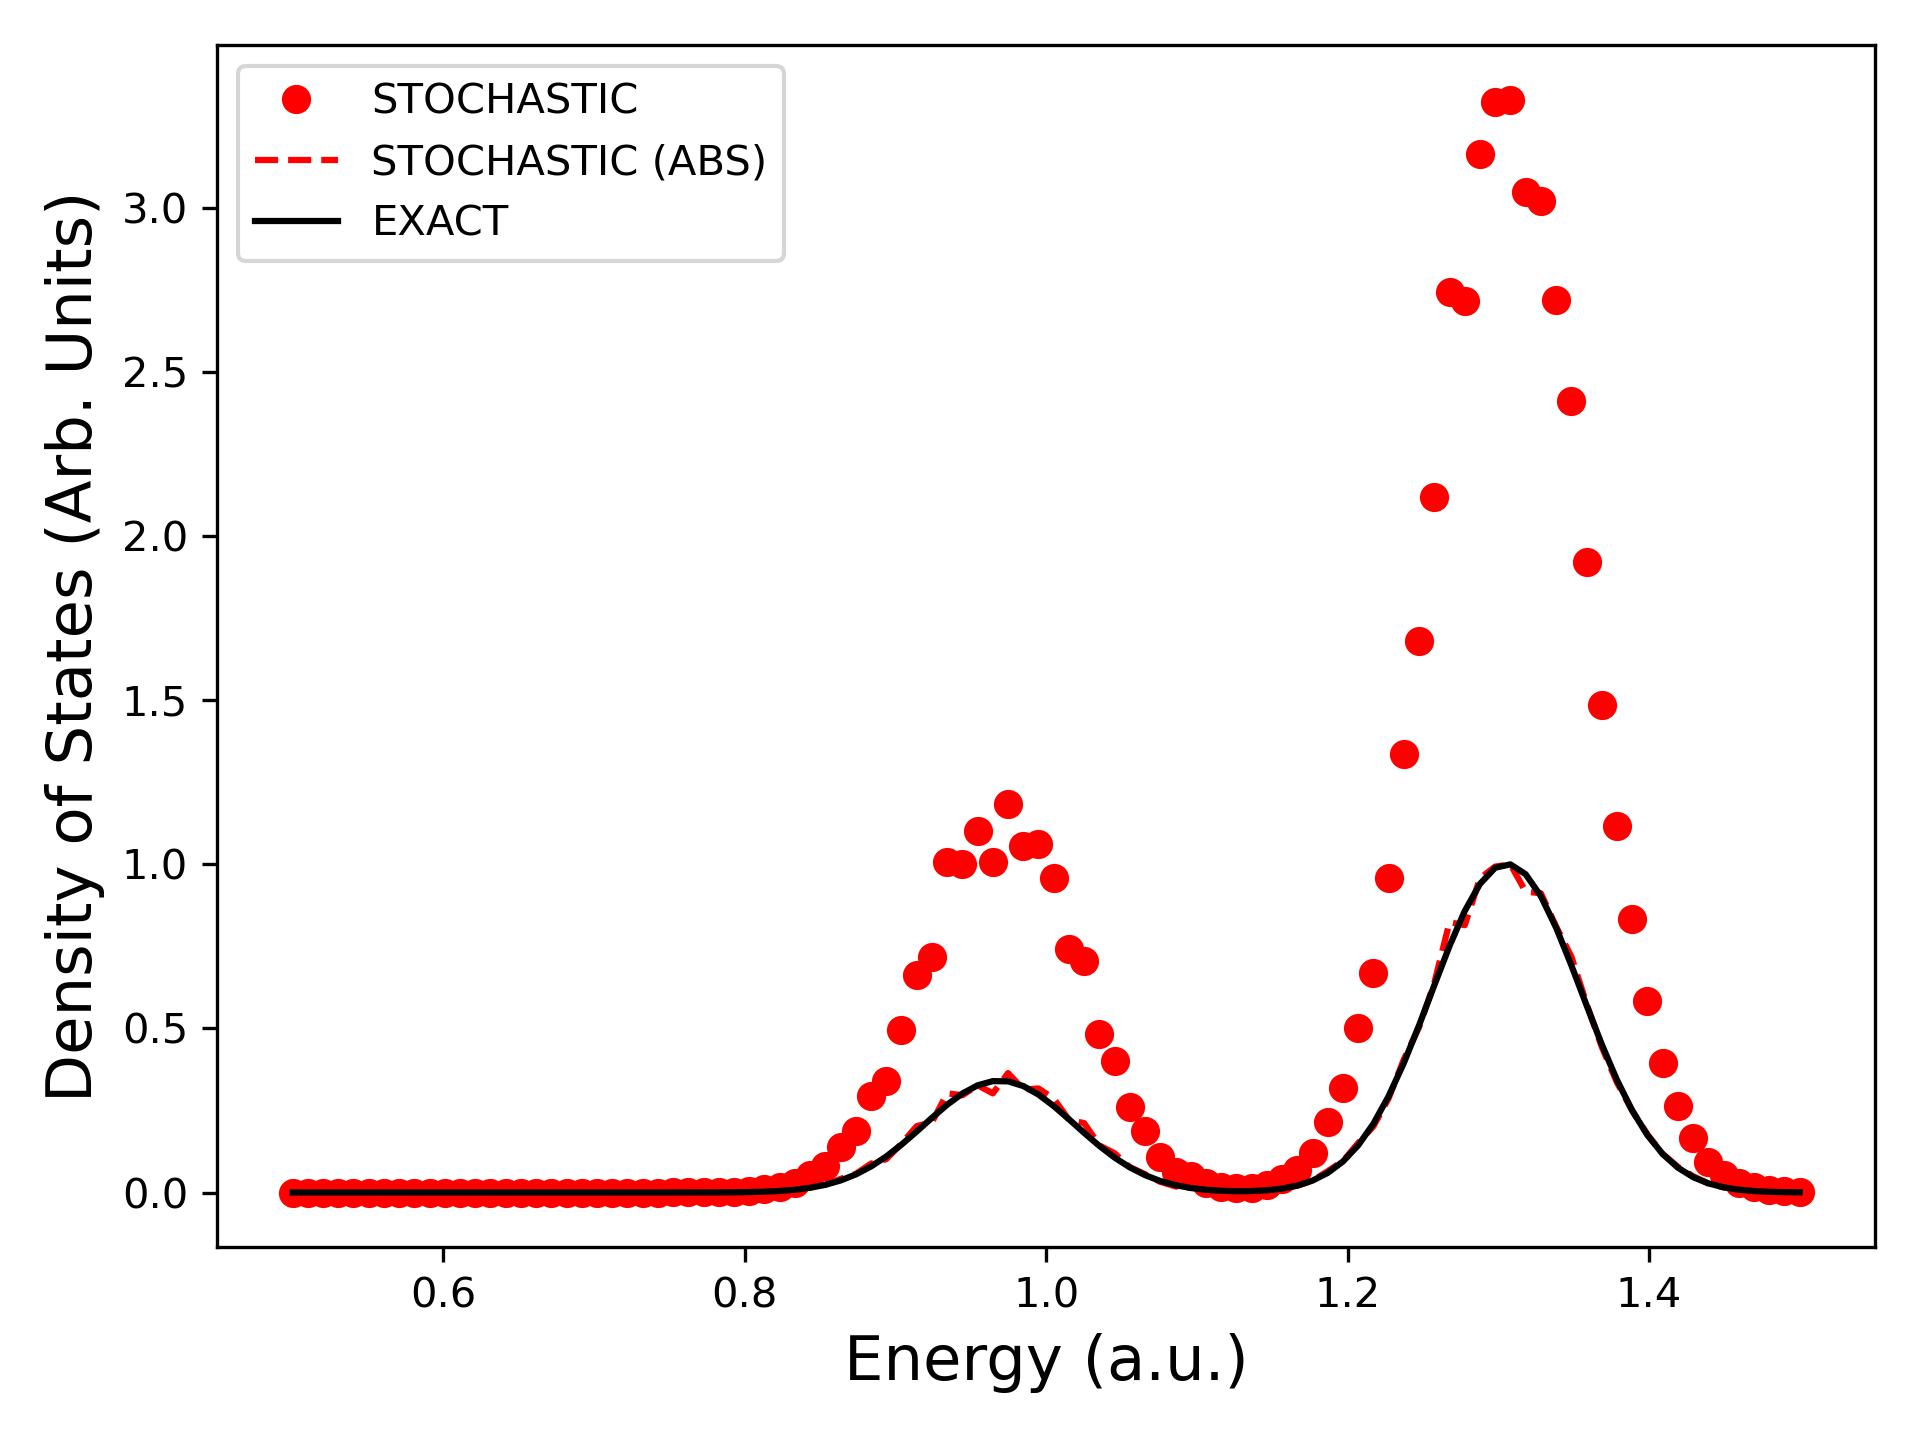 STOCHASTIC
STOCHASTIC (ABS)
EXACT
Density of States (Arb. Units)
3.0
2.5
2.0
1.5
1.0
0.5
0.0
0.6 0.8 1.0 1.2 1.4
Energy (a.u.)